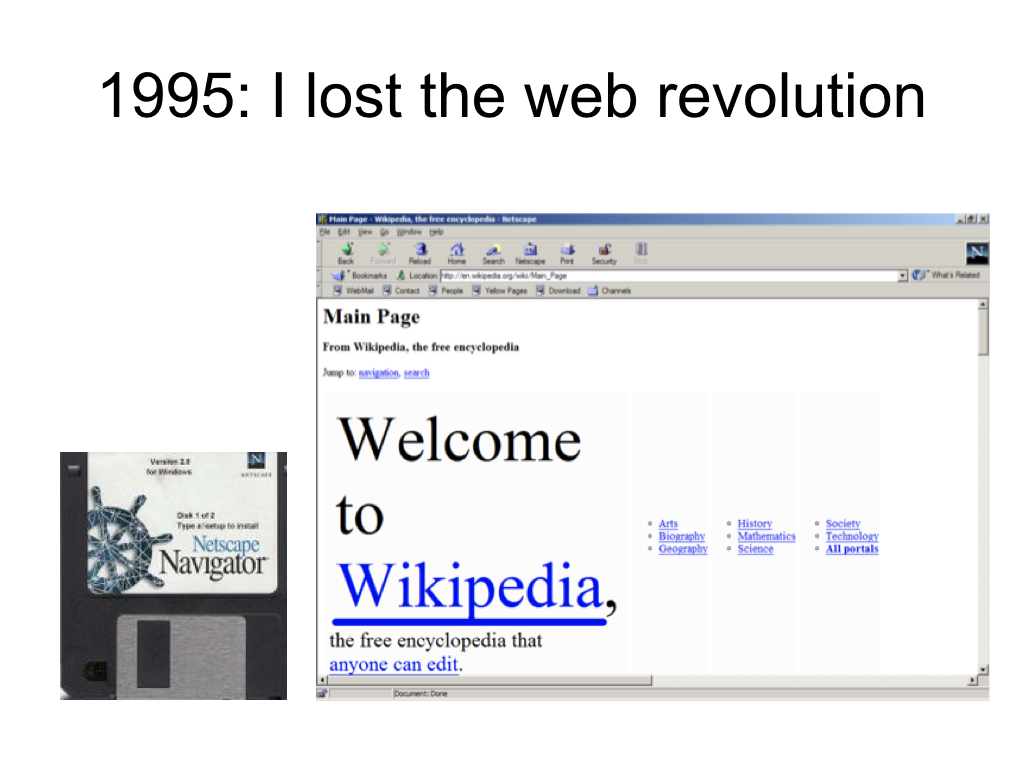 1995: I lost the web revolution
Main Page - Wikipedia, the free encyclopedia - Netscape
File Edit View Go Window Help
Back Forward Reload Home Search Netscape Print Security Stop
Bookmarks Location: http://en.wikipedia.org/wiki/Main_Page What's Related
WebMail Contact People Yellow Pages Download Channels
Main Page
From Wikipedia, the free encyclopedia
Jump to: navigation, search
Welcome
to
Wikipedia,
the free encyclopedia that
anyone can edit.
Arts
Biography
Geography
History
Mathematics
Science
Society
Technology
All portals
Document: Done
Version 2.0
for Windows
N
NETSCAPE
Disk 1 of 2
Type a:setup to install
Netscape
Navigator